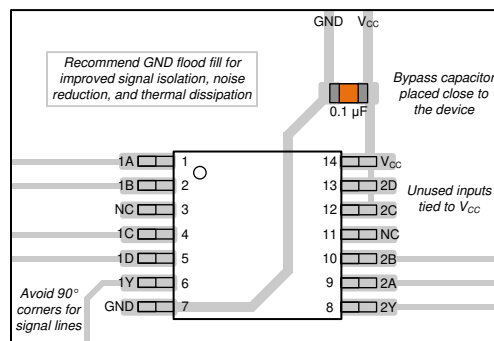 GND V_CC
Recommend GND flood fill for
improved signal isolation, noise
reduction, and thermal dissipation
Bypass capacitor
placed close to
the device
0.1 µF
1A 1 14 V_CC
1B 2 13 2D
NC 3 12 2C
1C 4 11 NC
1D 5 10 2B
1Y 6 9 2A
GND 7 8 2Y
Unused inputs
tied to V_CC
Avoid 90°
corners for
signal lines